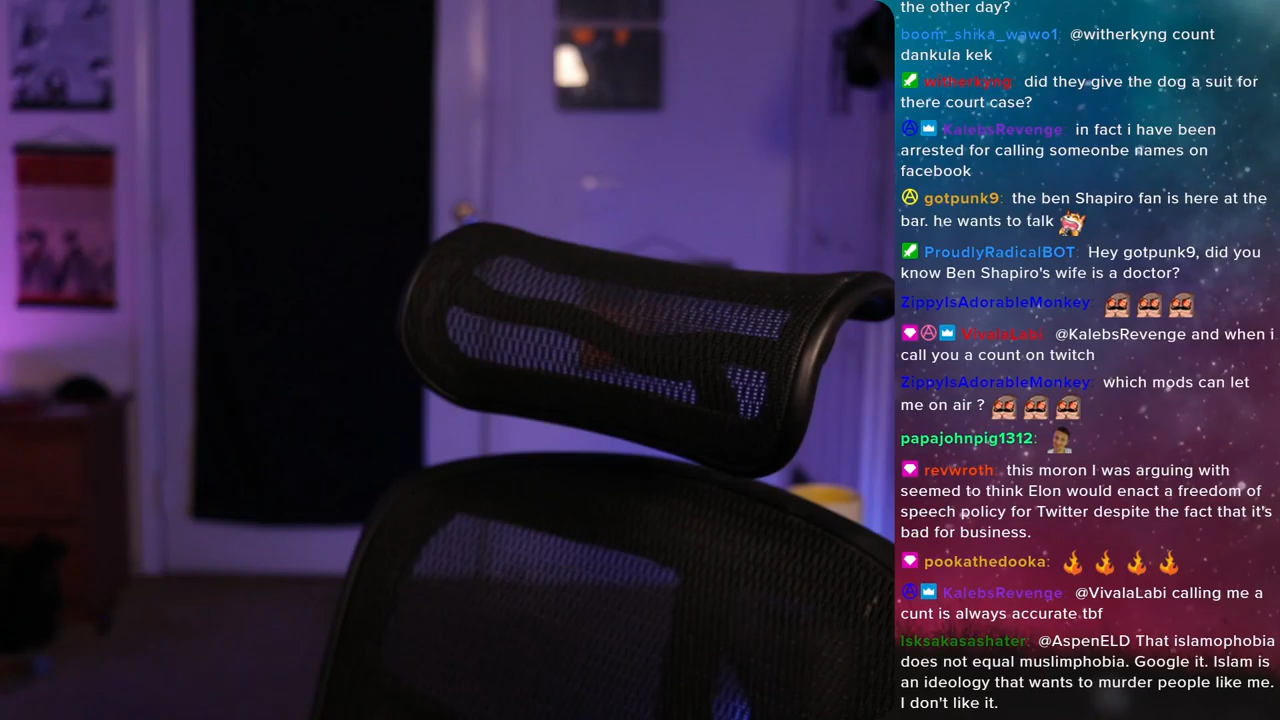 the other day?
boom_shika_wawo1: @witherkyng count
dankula kek
witherkyng: did they give the dog a suit for
there court case?
KalebsRevenge: in fact i have been
arrested for calling someonbe names on
facebook
gotpunk9: the ben Shapiro fan is here at the
bar. he wants to talk
ProudlyRadicalBOT: Hey gotpunk9, did you
know Ben Shapiro's wife is a doctor?
ZippyIsAdorableMonkey:
VivalaLabi: @KalebsRevenge and when i
call you a count on twitch
ZippyIsAdorableMonkey: which mods can let
me on air ?
papajohnpig1312:
revwroth: this moron I was arguing with
seemed to think Elon would enact a freedom of
speech policy for Twitter despite the fact that it's
bad for business.
pookathedooka:
KalebsRevenge: @VivalaLabi calling me a
cunt is always accurate tbf
lsksakasashater: @AspenELD That islamophobia
does not equal muslimphobia. Google it. Islam is
an ideology that wants to murder people like me.
I don't like it.